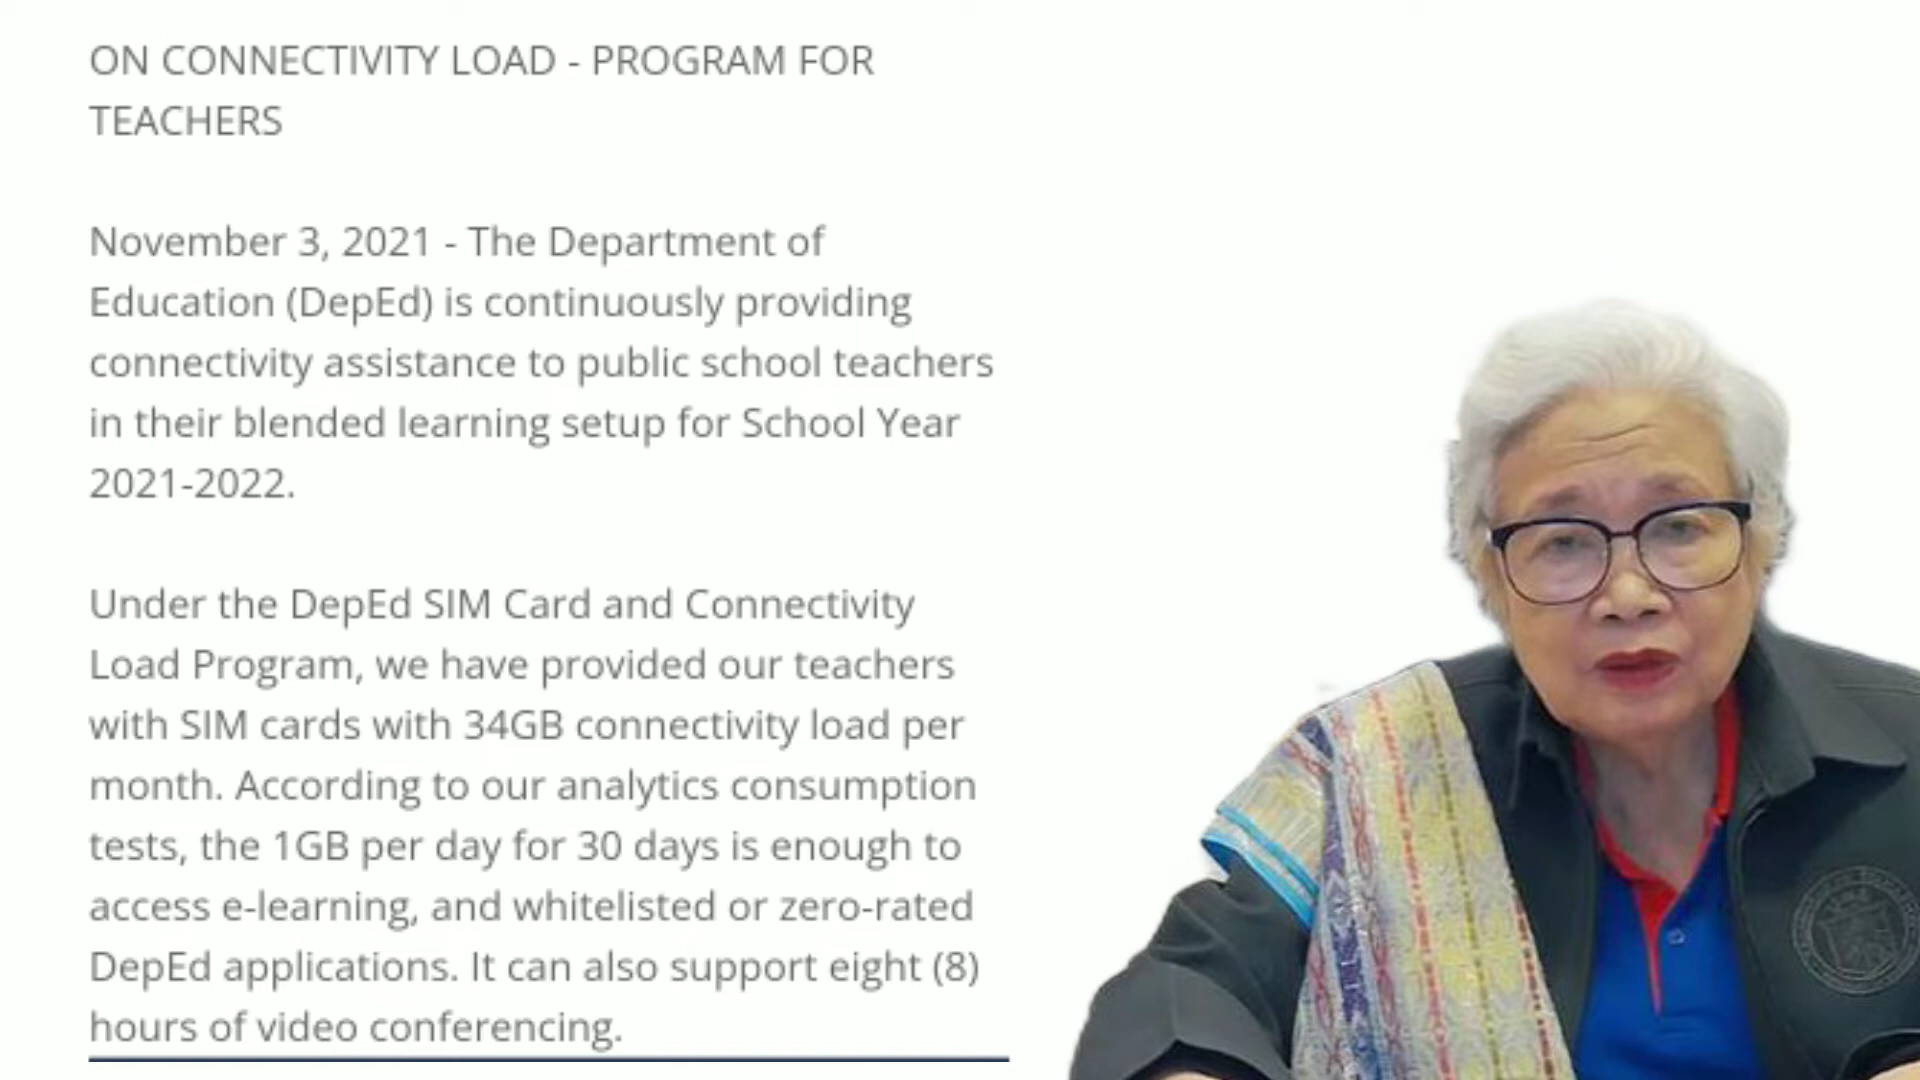 ON CONNECTIVITY LOAD - PROGRAM FOR
TEACHERS
November 3, 2021 - The Department of
Education (DepEd) is continuously providing
connectivity assistance to public school teachers
in their blended learning setup for School Year
2021-2022.
Under the DepEd SIM Card and Connectivity
Load Program, we have provided our teachers
with SIM cards with 34GB connectivity load per
month. According to our analytics consumption
tests, the 1GB per day for 30 days is enough to
access e-learning, and whitelisted or zero-rated
DepEd applications. It can also support eight (8)
hours of video conferencing.